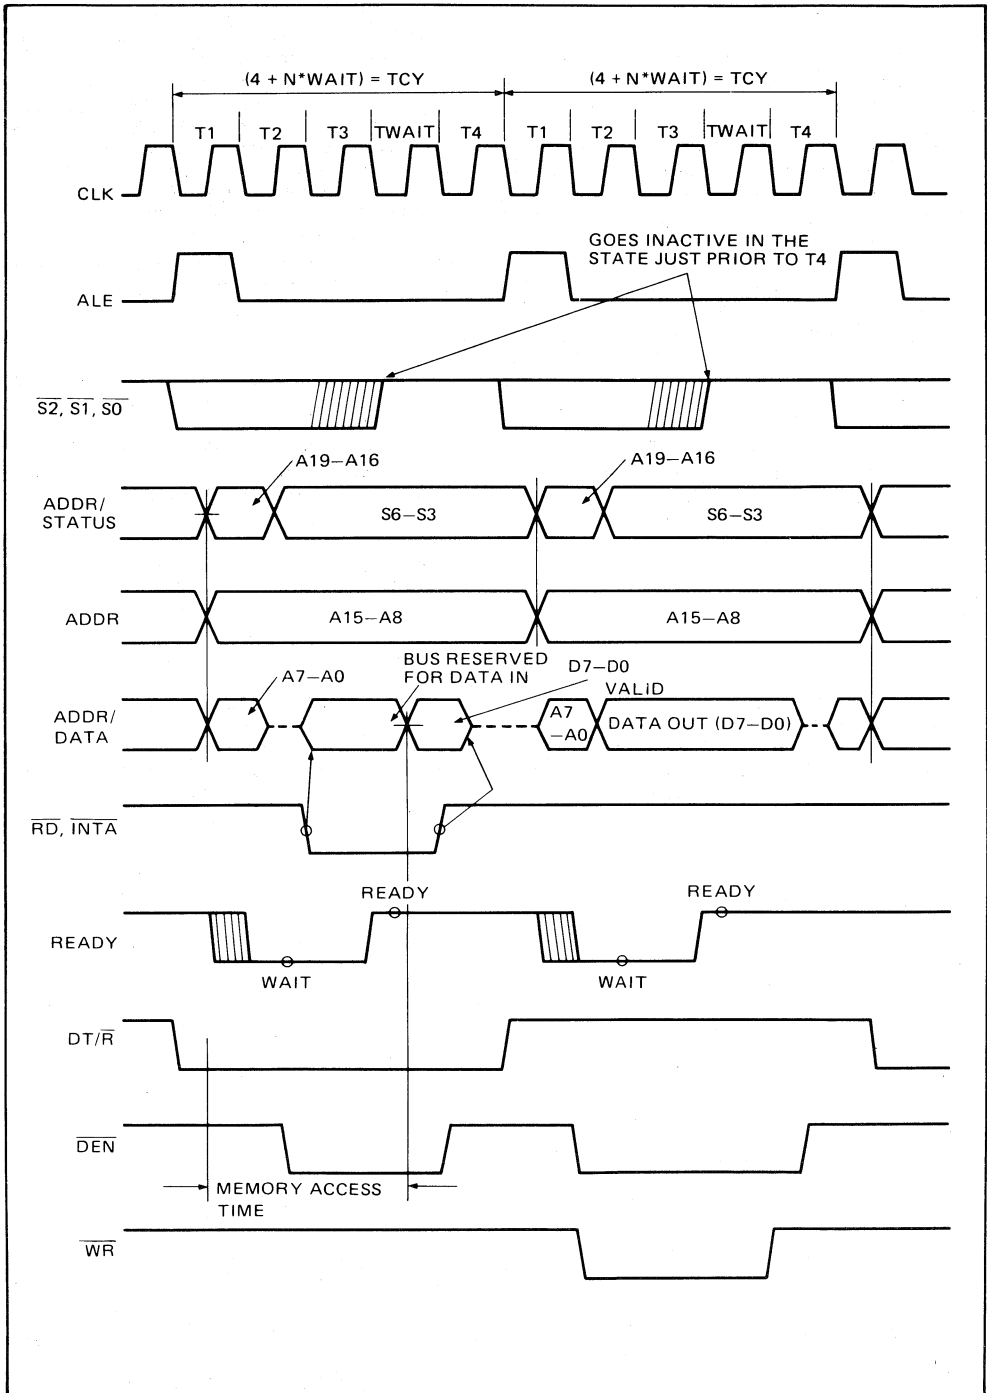 (4 + N*WAIT) = TCY (4 + N*WAIT) = TCY
T1 T2 T3 TWAIT T4 T1 T2 T3 TWAIT T4
CLK
GOES INACTIVE IN THE
STATE JUST PRIOR TO T4
ALE
S2, S1, S0
A19–A16 A19–A16
ADDR/
STATUS
S6–S3 S6–S3
ADDR
A15–A8 A15–A8
BUS RESERVED
FOR DATA IN
A7–A0
D7–D0
VALID
ADDR/
DATA
A7
–A0
DATA OUT (D7–D0)
RD, INTA
READY READY
READY
WAIT WAIT
DT/R
DEN
MEMORY ACCESS
TIME
WR